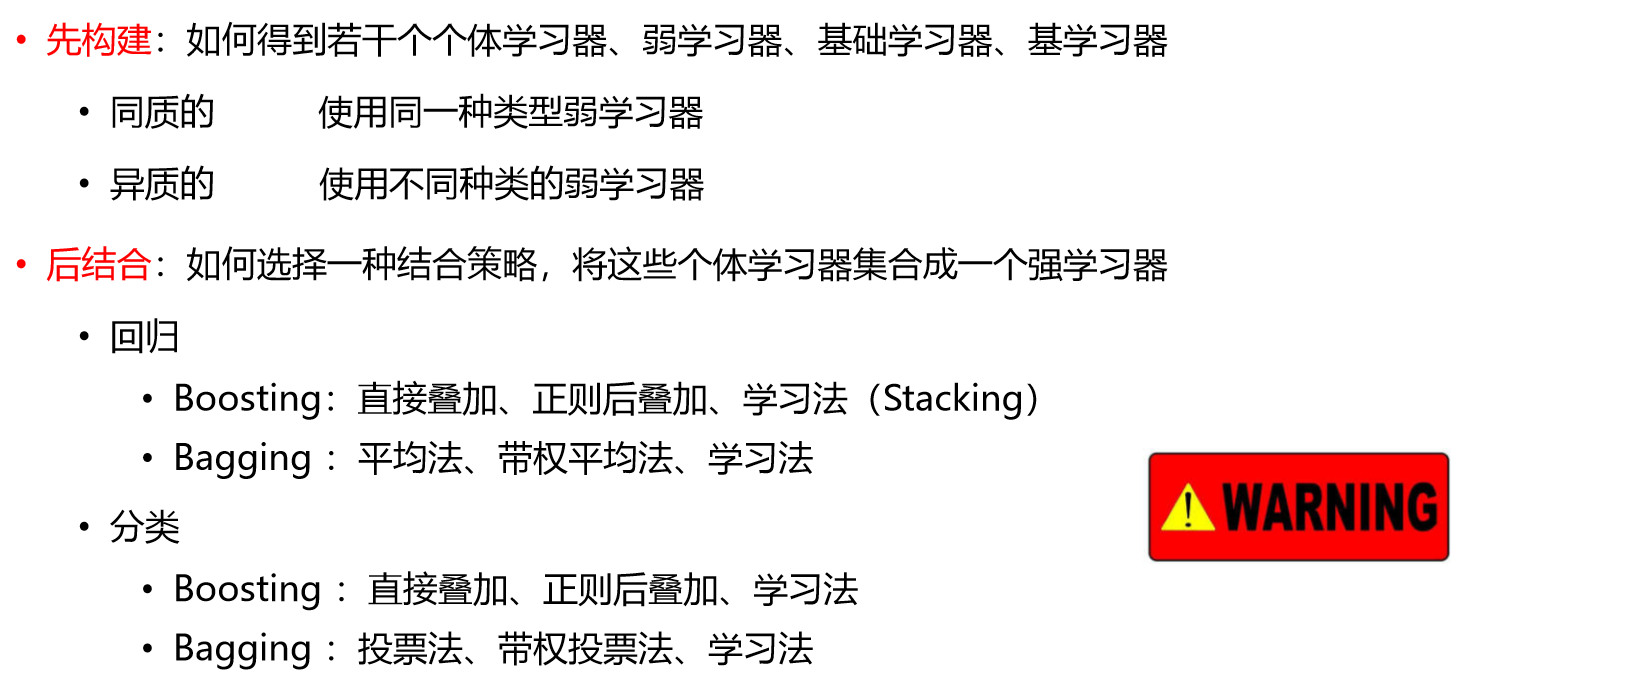 • 先构建：如何得到若干个个体学习器、弱学习器、基础学习器、基学习器
• 同质的 使用同一种类型弱学习器
• 异质的 使用不同种类的弱学习器
• 后结合：如何选择一种结合策略，将这些个体学习器集合成一个强学习器
• 回归
• Boosting：直接叠加、正则后叠加、学习法（Stacking）
• Bagging ：平均法、带权平均法、学习法
• 分类
• Boosting ：直接叠加、正则后叠加、学习法
• Bagging ：投票法、带权投票法、学习法
WARNING